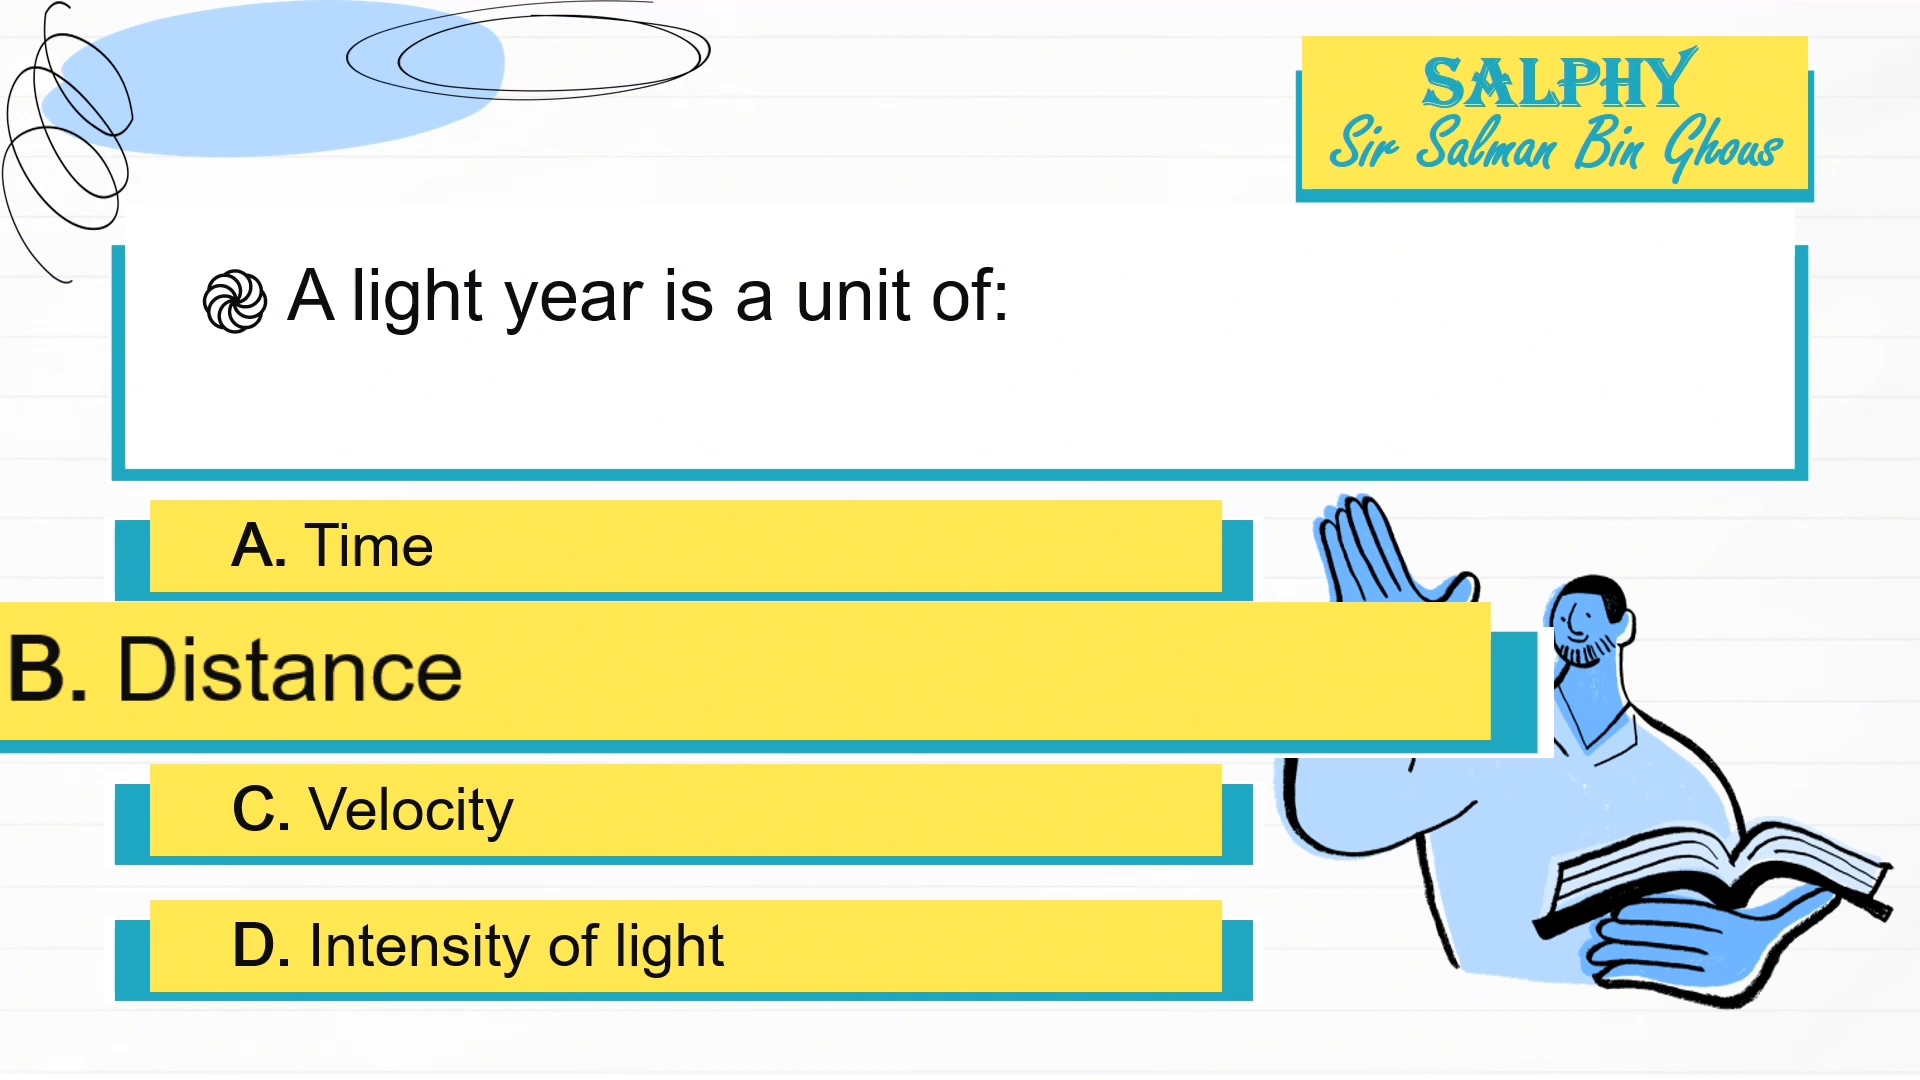 SALPHY
Sir Salman Bin Ghous
A light year is a unit of:
A. Time
B. Distance
C. Velocity
D. Intensity of light